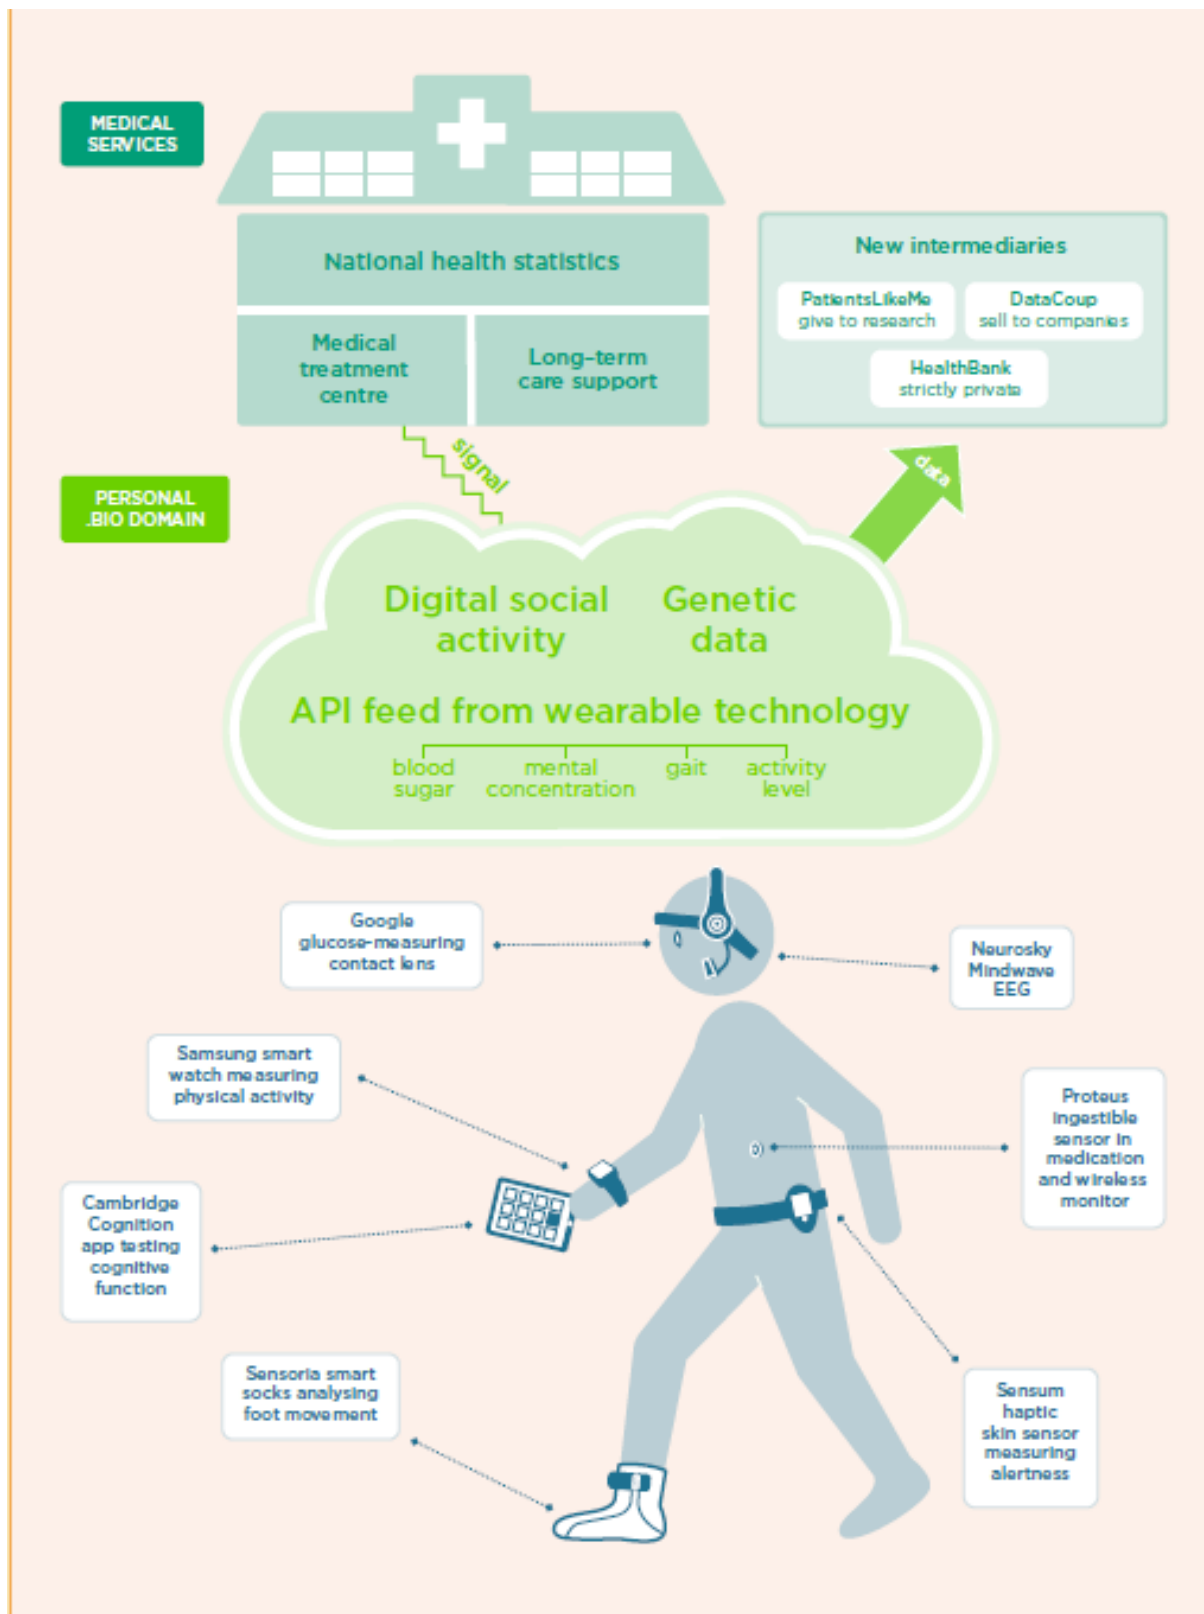 MEDICAL
SERVICES
National health statistics
Medical
treatment
centre
Long-term
care support
New intermediaries
PatientsLikeMe
give to research
DataCoup
sell to companies
HealthBank
strictly private
signal
data
PERSONAL
.BIO DOMAIN
Digital social
activity
Genetic
data
API feed from wearable technology
blood
sugar
mental
concentration
gait
activity
level
Google
glucose-measuring
contact lens
Neurosky
Mindwave
EEG
Samsung smart
watch measuring
physical activity
Proteus
ingestible
sensor in
medication
and wireless
monitor
Cambridge
Cognition
app testing
cognitive
function
Sensoria smart
socks analysing
foot movement
Sensum
haptic
skin sensor
measuring
alertness